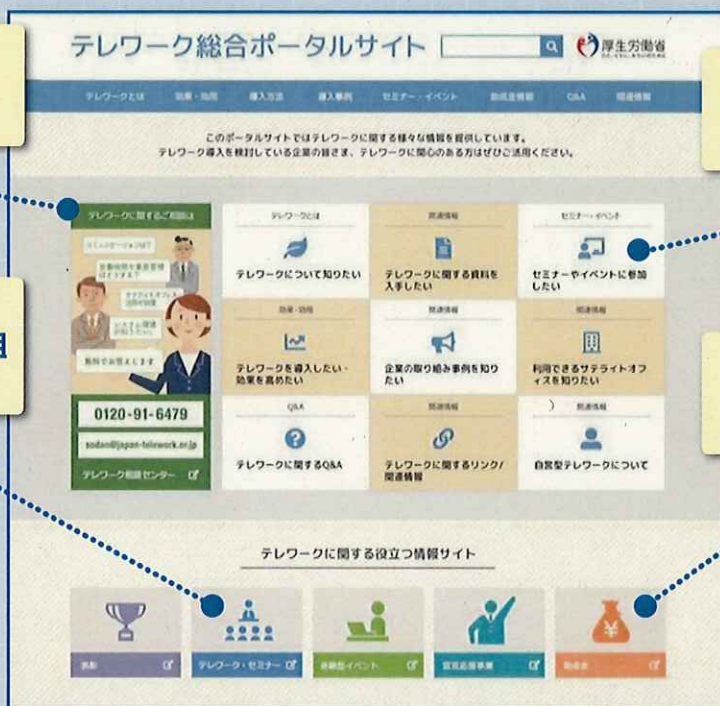 テレワーク総合ポータルサイト
厚生労働省
テレワークとは 効果・効用 導入方法 導入事例 セミナー・イベント 助成金情報 Q&A 関連情報
このポータルサイトではテレワークに関する様々な情報を提供しています。
テレワーク導入を検討している企業の皆さま、テレワークに関心のある方はぜひご活用ください。
テレワークに関するご相談は
無料でお答えします
0120-91-6479
sodan@japan-telework.or.jp
テレワーク相談センター
テレワークとは
テレワークについて知りたい
関連情報
テレワークに関する資料を
入手したい
セミナー・イベント
セミナーやイベントに参加
したい
効果・効用
テレワークを導入したい・
効果を高めたい
関連情報
企業の取り組み事例を知り
たい
関連情報
利用できるサテライトオフ
ィスを知りたい
Q&A
テレワークに関するQ&A
関連情報
テレワークに関するリンク/
関連情報
関連情報
自営型テレワークについて
組
テレワークに関する役立つ情報サイト
表彰
テレワーク・セミナー
体験型イベント
宣言応援事業
助成金